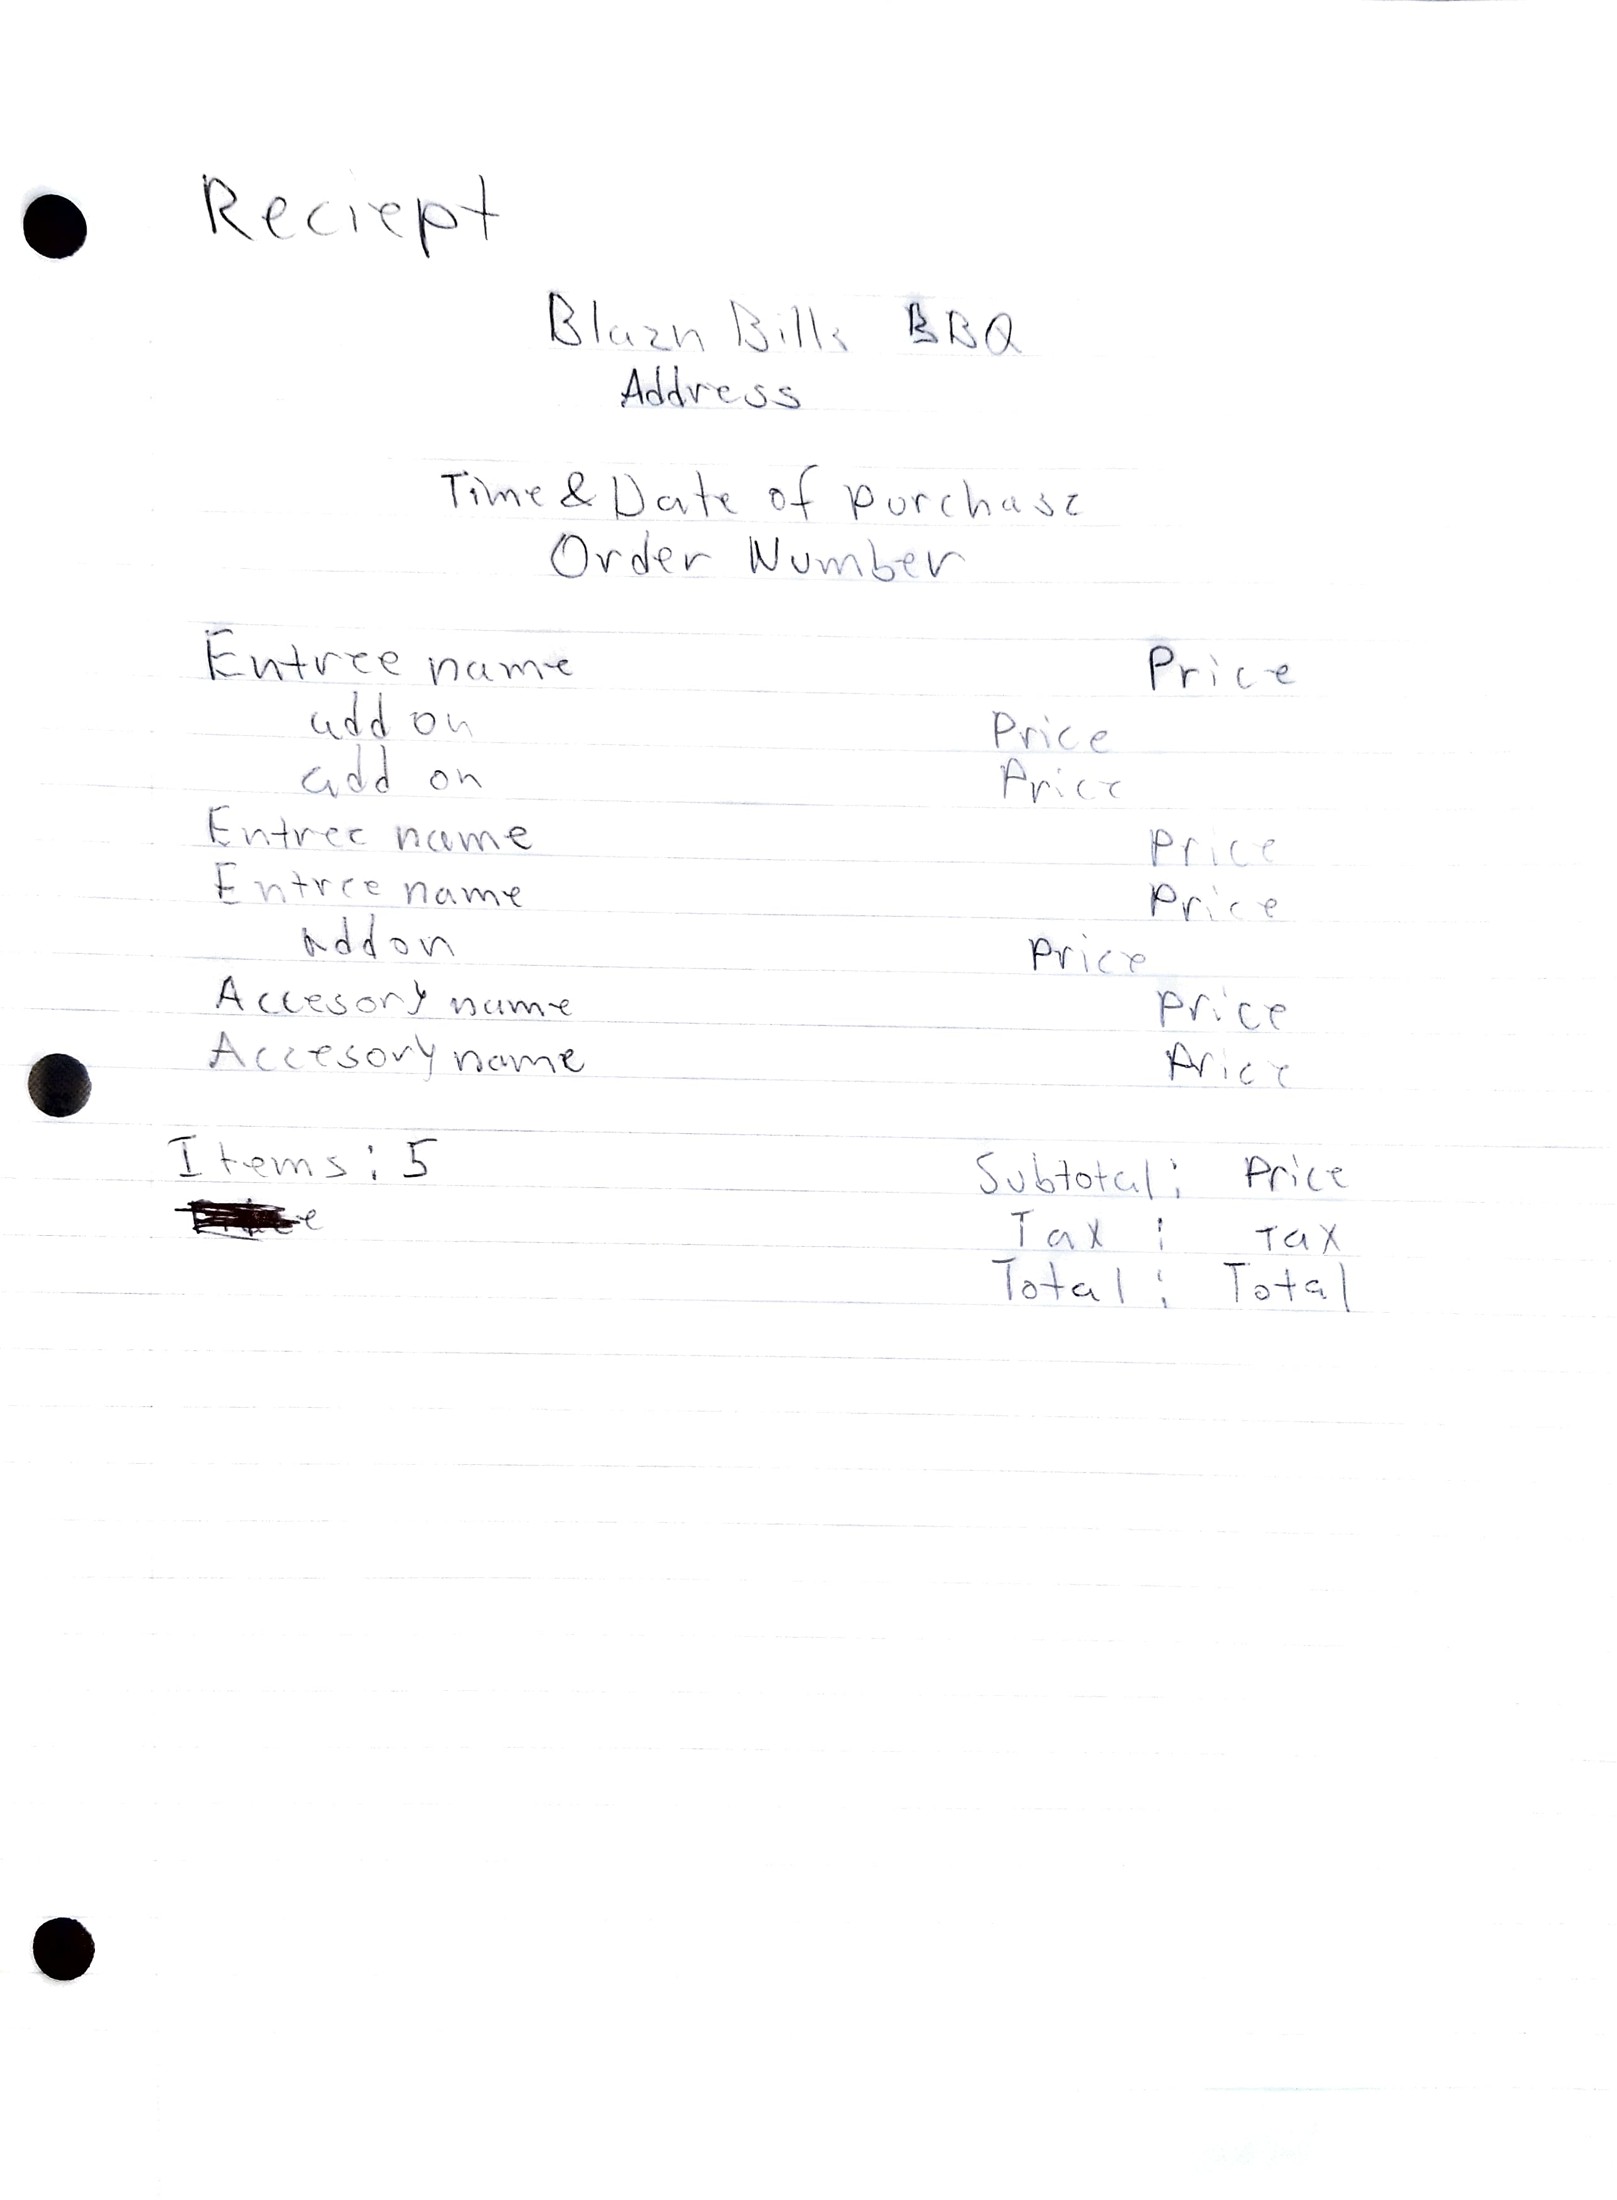 Reciept
Blazn Bills BBQ
Address
Time & Date of purchase
Order Number
Entree name Price
add on Price
add on Price
Entree name Price
Entree name Price
add on Price
Accesory name Price
Accesory name Price
Items: 5 Subtotal: Price
Tax: Tax
Total: Total